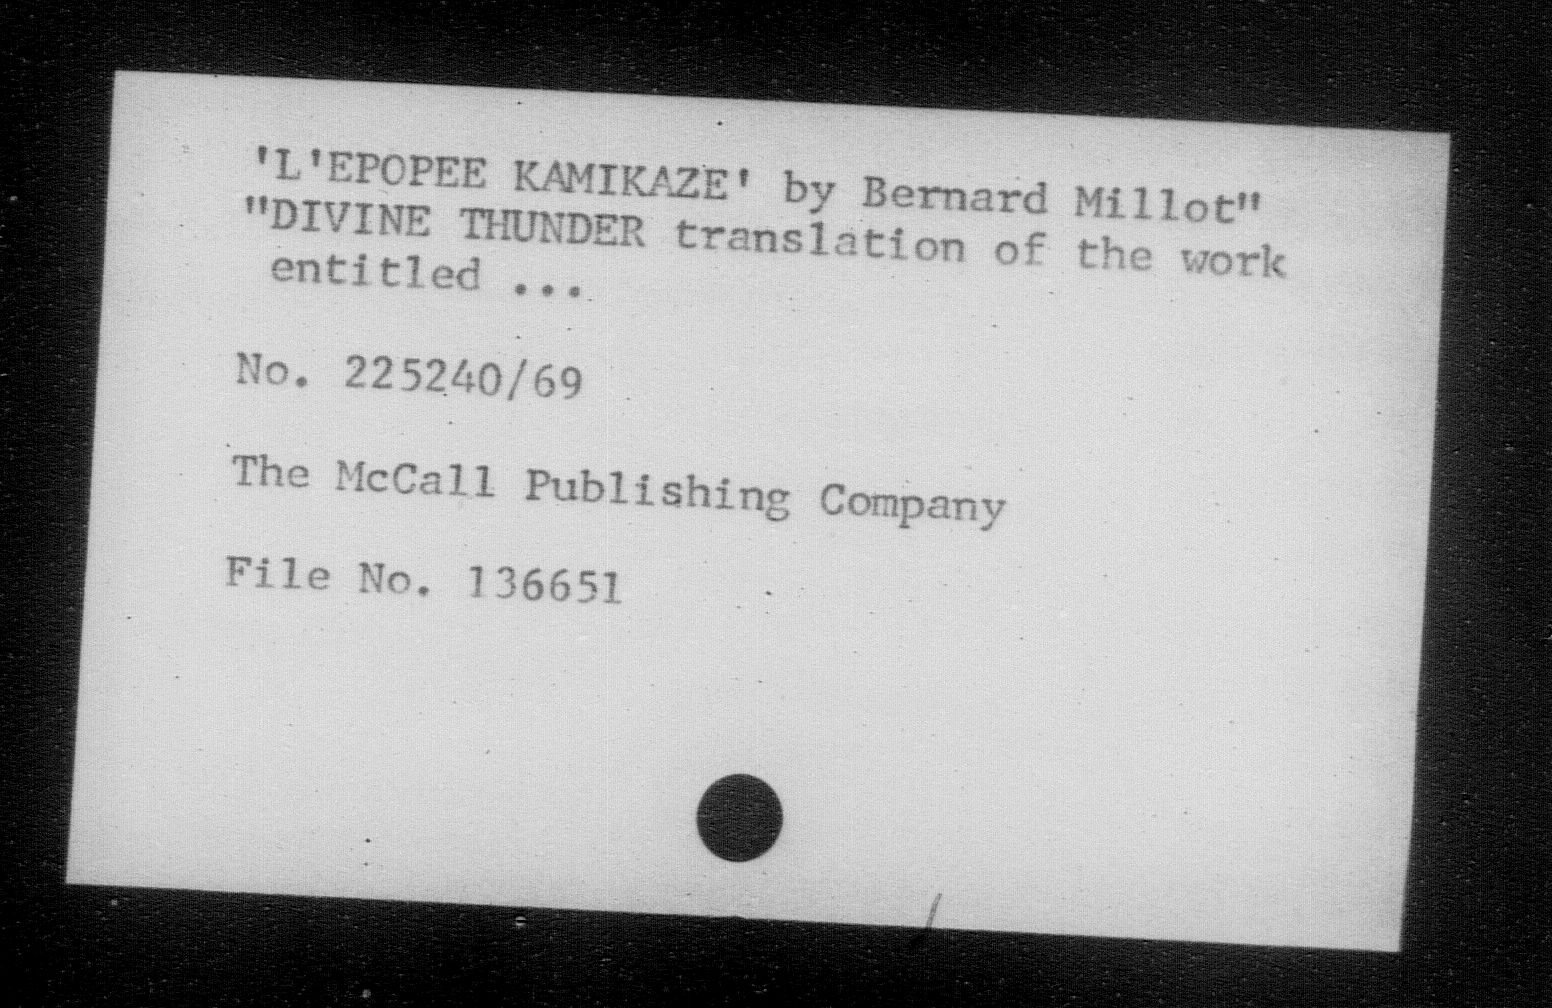 'L'EPOPEE KAMIKAZE' by Bernard Millot"
"DIVINE THUNDER translation of the work
entitled ...
No. 225240/69
The McCall Publishing Company
File No. 136651